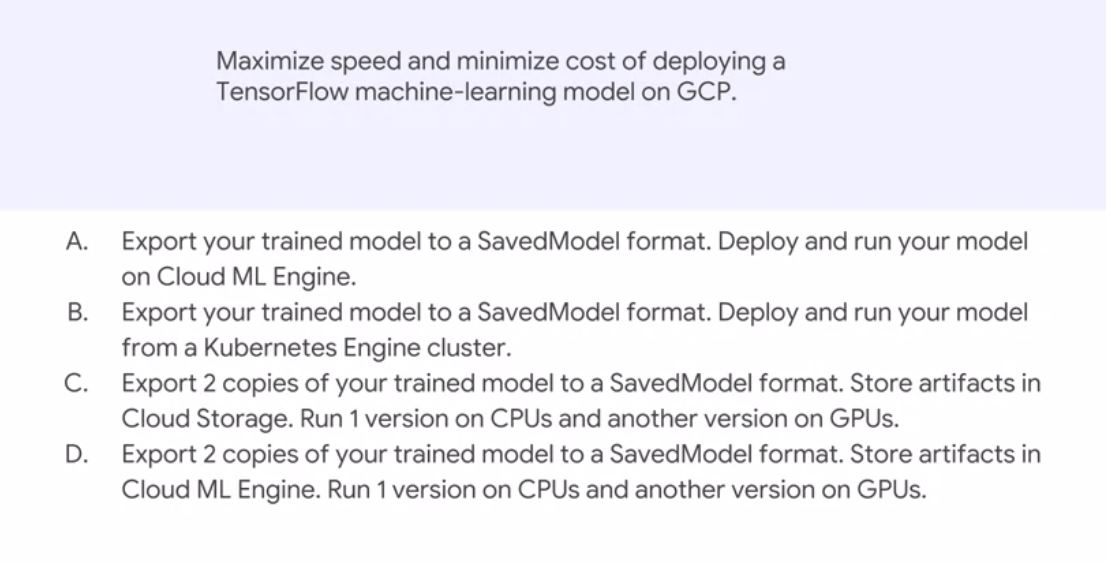 Maximize speed and minimize cost of deploying a
TensorFlow machine-learning model on GCP.
A. Export your trained model to a SavedModel format. Deploy and run your model
on Cloud ML Engine.
B. Export your trained model to a SavedModel format. Deploy and run your model
from a Kubernetes Engine cluster.
C. Export 2 copies of your trained model to a SavedModel format. Store artifacts in
Cloud Storage. Run 1 version on CPUs and another version on GPUs.
D. Export 2 copies of your trained model to a SavedModel format. Store artifacts in
Cloud ML Engine. Run 1 version on CPUs and another version on GPUs.